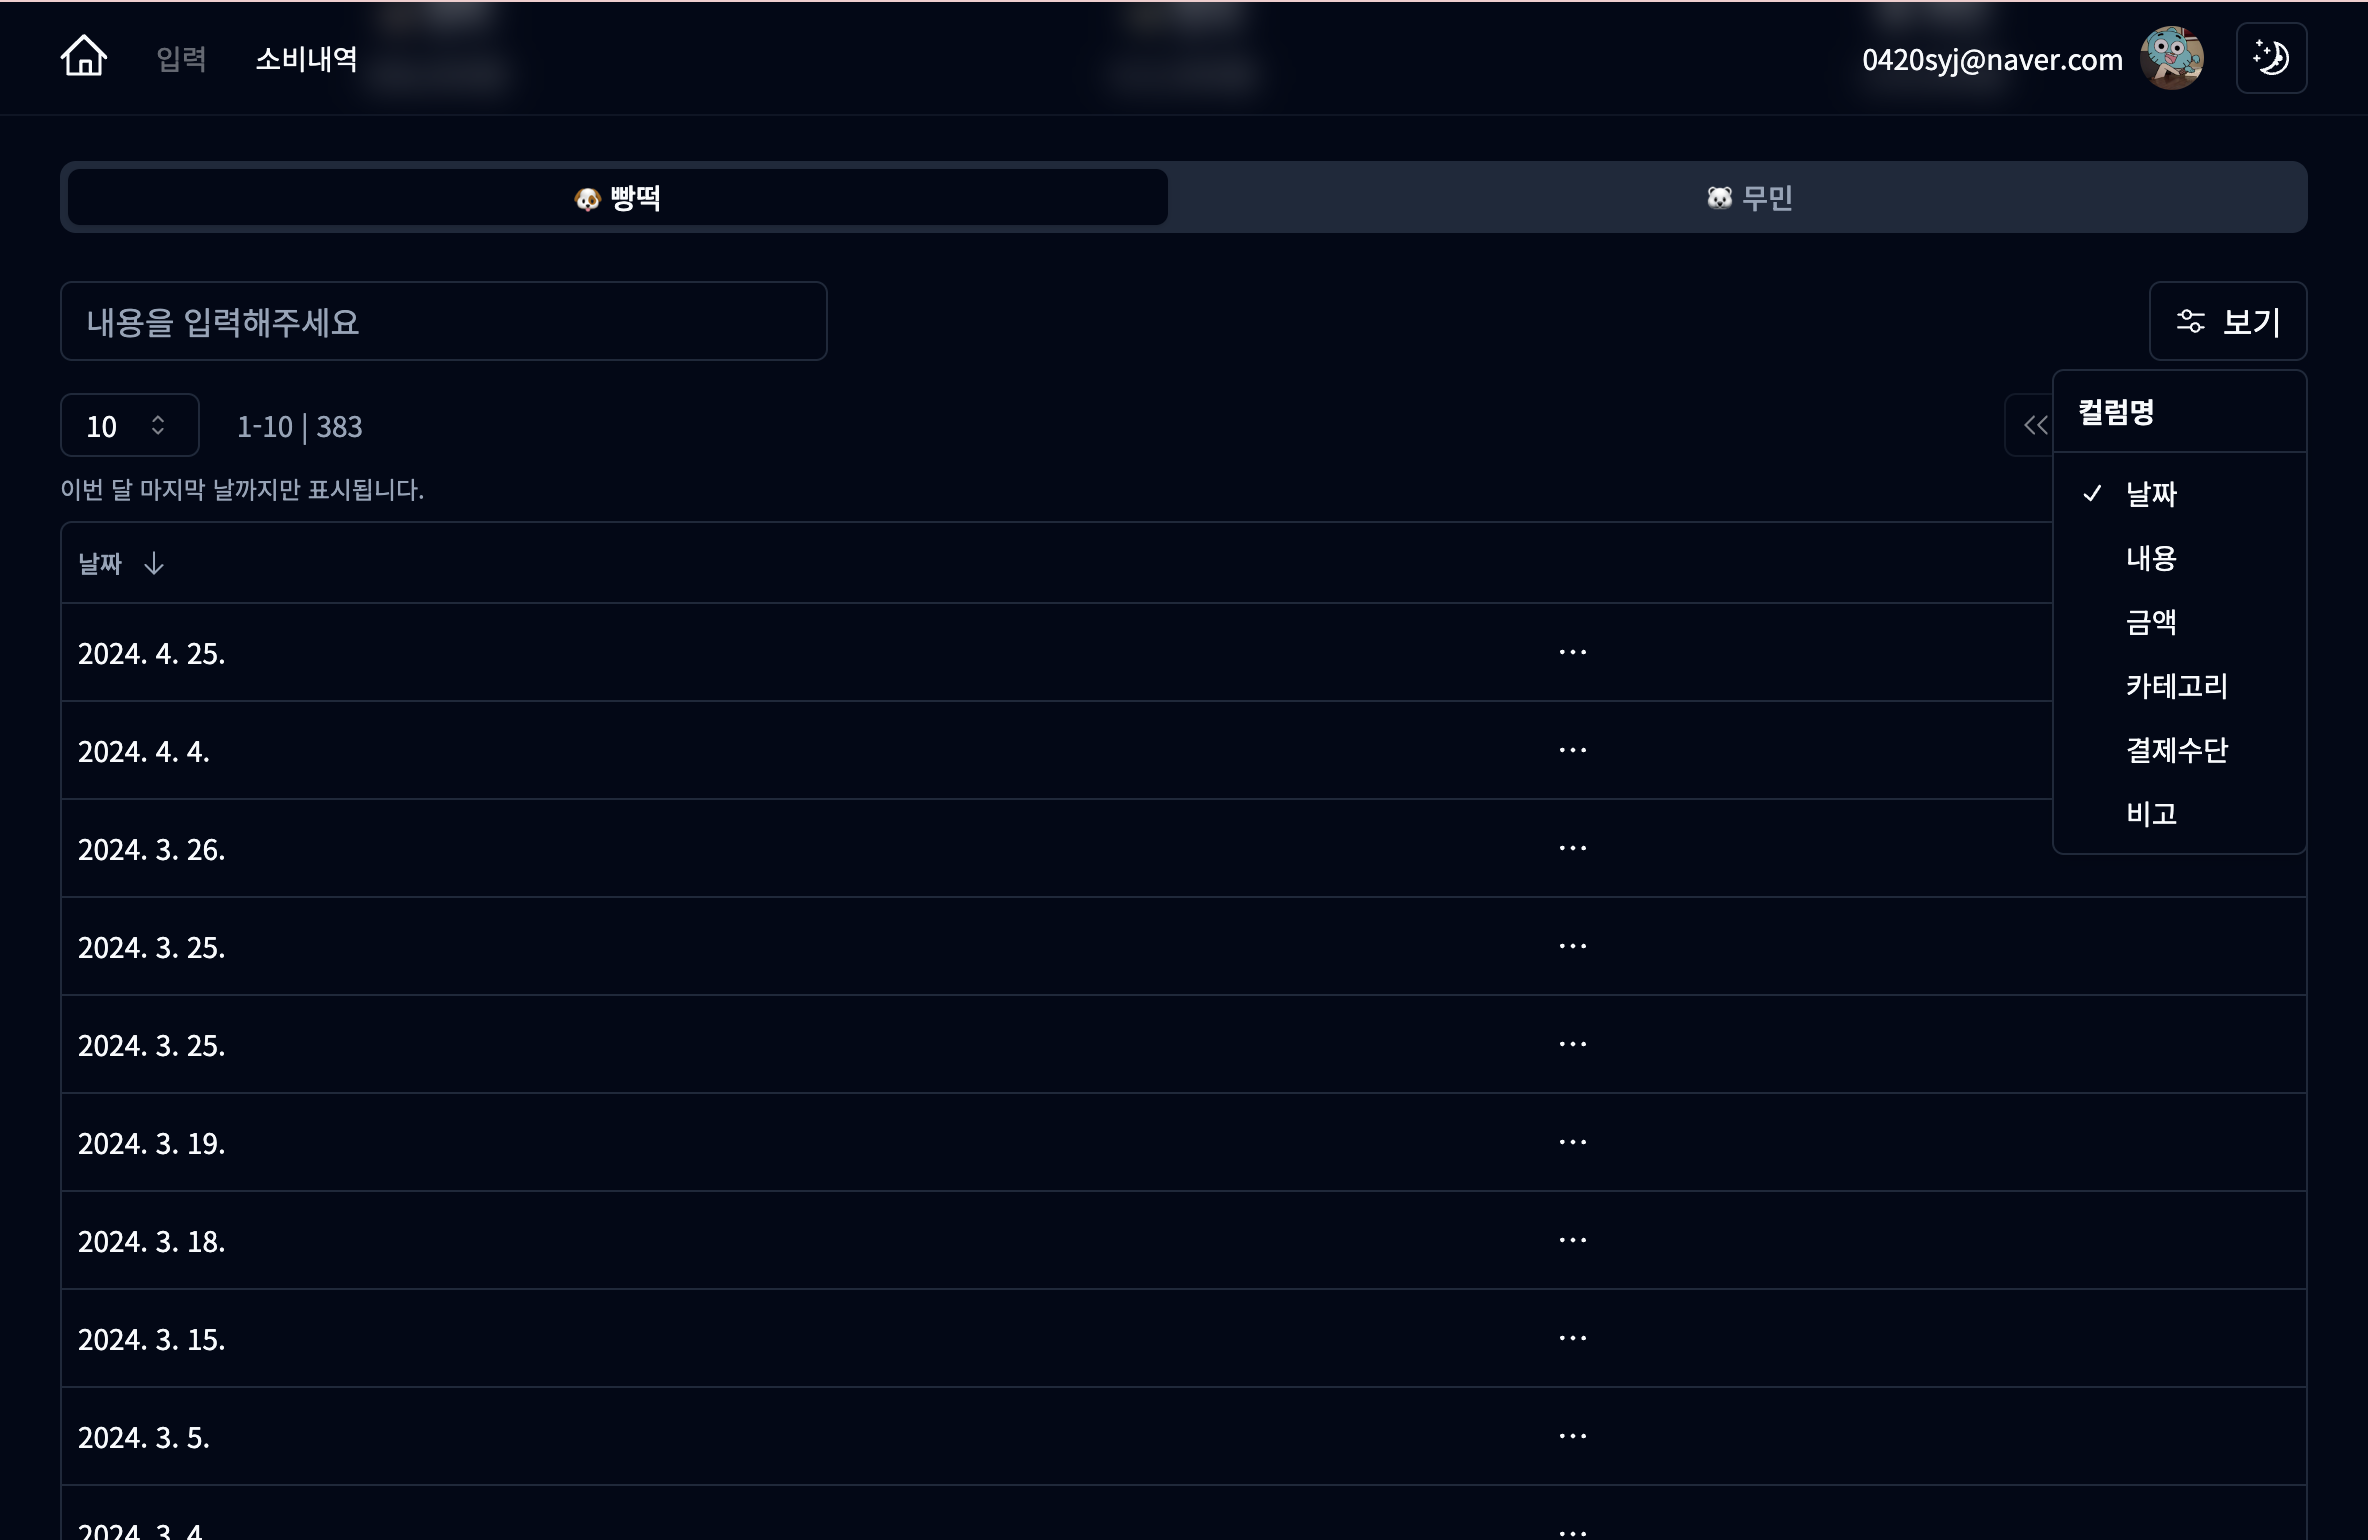 입력 소비내역 0420syj@naver.com
빵떡 무민
내용을 입력해주세요 보기
10 1-10 | 383
이번 달 마지막 날까지만 표시됩니다.
컬럼명
날짜
내용
금액
카테고리
결제수단
비고
날짜
2024. 4. 25. ...
2024. 4. 4. ...
2024. 3. 26. ...
2024. 3. 25. ...
2024. 3. 25. ...
2024. 3. 19. ...
2024. 3. 18. ...
2024. 3. 15. ...
2024. 3. 5. ...
2024. 3. 4. ...